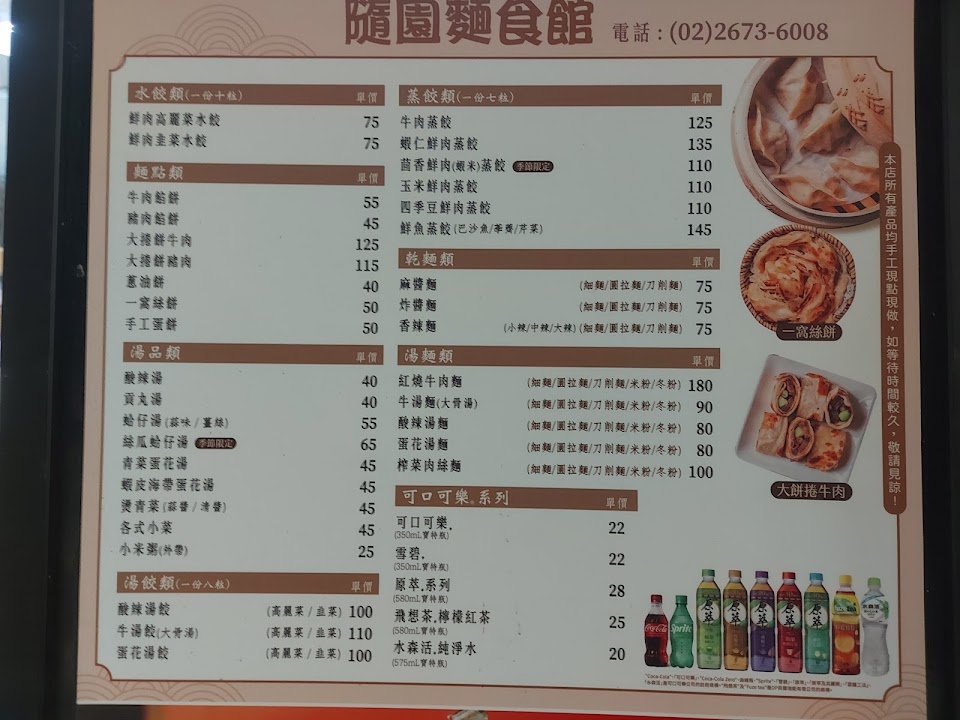 隨園麵食館 電話:(02)2673-6008
水餃類(一份十粒) 單價
鮮肉高麗菜水餃 75
鮮肉韭菜水餃 75
麵點類 單價
牛肉餡餅 55
豬肉餡餅 45
大捲餅牛肉 125
大捲餅豬肉 115
蔥油餅 40
一窩絲餅 50
手工蛋餅 50
湯品類 單價
酸辣湯 40
貢丸湯 40
蛤仔湯(蒜味/薑絲) 55
絲瓜蛤仔湯 季節限定 65
青菜蛋花湯 45
蝦皮海帶蛋花湯 45
燙青菜(蒜醬/清醬) 45
各式小菜 45
小米粥(外帶) 25
湯餃類(一份八粒) 單價
酸辣湯餃 (高麗菜/韭菜) 100
牛湯餃(大骨湯) (高麗菜/韭菜) 110
蛋花湯餃 (高麗菜/韭菜) 100
蒸餃類(一份七粒) 單價
牛肉蒸餃 125
蝦仁鮮肉蒸餃 135
茴香鮮肉(蝦米)蒸餃 季節限定 110
玉米鮮肉蒸餃 110
四季豆鮮肉蒸餃 110
鮮魚蒸餃(巴沙魚/荸薺/芹菜) 145
乾麵類 單價
麻醬麵 (細麵/圓拉麵/刀削麵) 75
炸醬麵 (細麵/圓拉麵/刀削麵) 75
香辣麵 (小辣/中辣/大辣)(細麵/圓拉麵/刀削麵) 75
湯麵類 單價
紅燒牛肉麵 (細麵/圓拉麵/刀削麵/米粉/冬粉) 180
牛湯麵(大骨湯) (細麵/圓拉麵/刀削麵/米粉/冬粉) 90
酸辣湯麵 (細麵/圓拉麵/刀削麵/米粉/冬粉) 80
蛋花湯麵 (細麵/圓拉麵/刀削麵/米粉/冬粉) 80
榨菜肉絲麵 (細麵/圓拉麵/刀削麵/米粉/冬粉) 100
可口可樂®系列 單價
可口可樂. 22
(350mL寶特瓶)
雪碧. 22
(350mL寶特瓶)
原萃.系列 28
(580mL寶特瓶)
飛想茶.檸檬紅茶 25
(580mL寶特瓶)
水森活.純淨水 20
(575mL寶特瓶)
一窩絲餅
大餅捲牛肉
本店所有產品均手工現點現做,如等待時間較久,敬請見諒!
Coca-Cola
Sprite
原萃
原萃
原萃
原萃
原萃
水森活